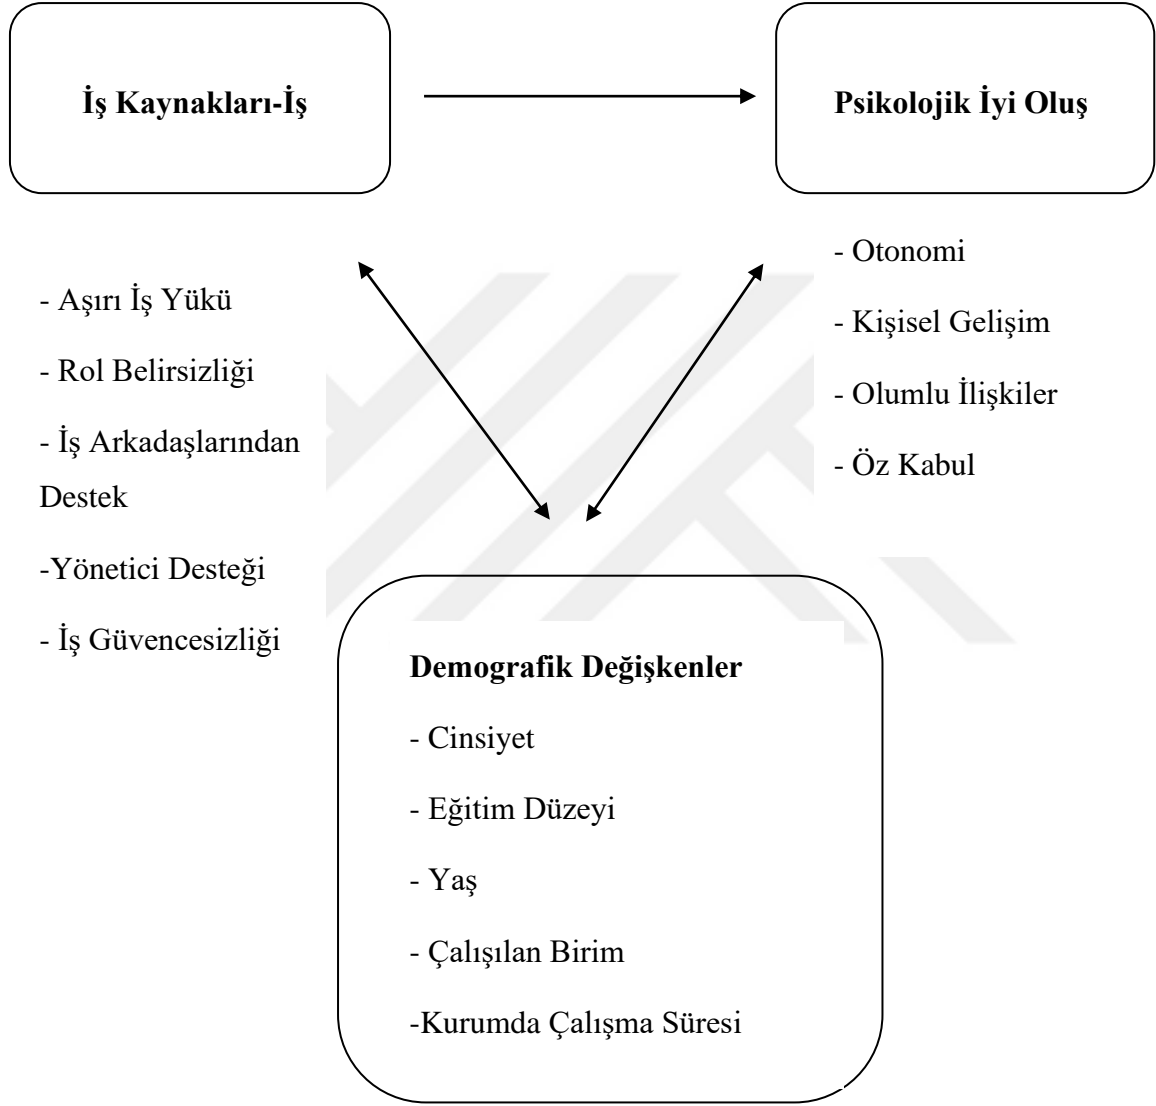 İş Kaynakları-İş
Psikolojik İyi Oluş
- Aşırı İş Yükü
- Rol Belirsizliği
- İş Arkadaşlarından
Destek
-Yönetici Desteği
- İş Güvencesizliği
- Otonomi
- Kişisel Gelişim
- Olumlu İlişkiler
- Öz Kabul
Demografik Değişkenler
- Cinsiyet
- Eğitim Düzeyi
- Yaş
- Çalışılan Birim
-Kurumda Çalışma Süresi